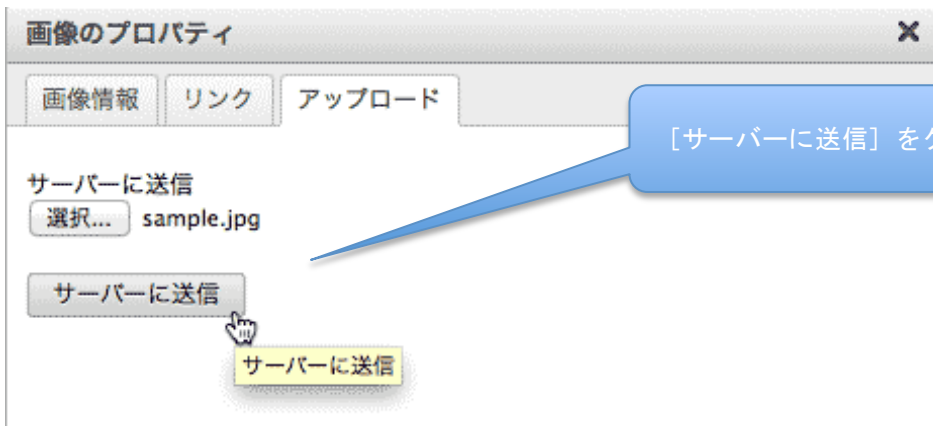 画像のプロパティ
画像情報 リンク アップロード
[サーバーに送信] を
サーバーに送信
選択... sample.jpg
サーバーに送信
サーバーに送信